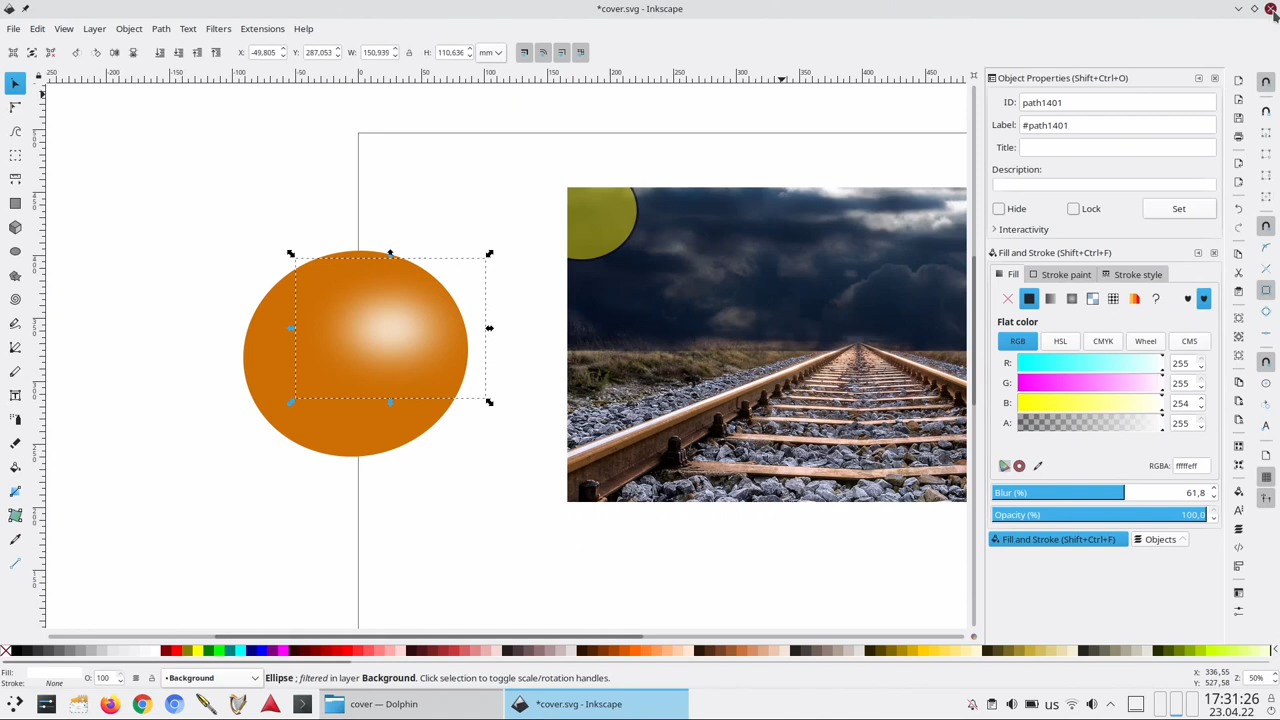 *cover.svg - Inkscape
File Edit View Layer Object Path Text Filters Extensions Help
X: -49,805 Y: 287,053 W: 150,939 H: 110,636 mm
Object Properties (Shift+Ctrl+O)
ID: path1401
Label: #path1401
Title:
Description:
Hide Lock Set
Interactivity
Fill and Stroke (Shift+Ctrl+F)
Fill Stroke paint Stroke style
Flat color
RGB HSL CMYK Wheel CMS
R: 255
G: 255
B: 254
A: 255
RGBA: fffffeff
Blur (%) 61,8
Opacity (%) 100,0
Fill and Stroke (Shift+Ctrl+F) Objects
Fill: O: 100 •Background Ellipse ; filtered in layer Background. Click selection to toggle scale/rotation handles. X: 336,55 Z: 50%
Stroke: None Y: 527,58
cover — Dolphin *cover.svg - Inkscape us 17:31:26
23.04.22